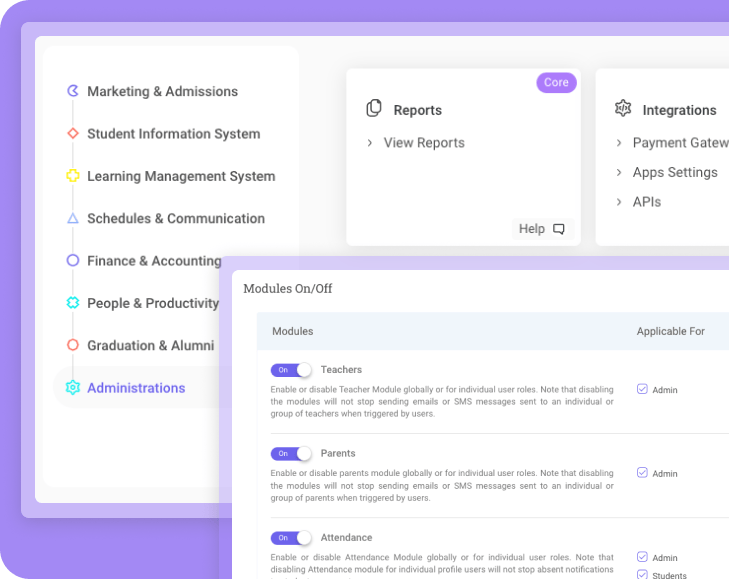 Marketing & Admissions
Student Information System
Learning Management System
Schedules & Communication
Finance & Accounting
People & Productivity
Graduation & Alumni
Administrations
Core
Reports
View Reports
Help
Integrations
Payment Gatew
Apps Settings
APIs
Modules On/Off
Modules
Applicable For
On
Teachers
Enable or disable Teacher Module globally or for individual user roles. Note that disabling
the modules will not stop sending emails or SMS messages sent to an individual or
group of teachers when triggered by users.
Admin
On
Parents
Enable or disable parents module globally or for individual user roles. Note that disabling
the modules will not stop sending emails or SMS messages sent to an individual or
group of parents when triggered by users.
Admin
On
Attendance
Enable or disable Attendance Module globally or for individual user roles. Note that
disabling Attendance module for individual profile users will not stop absent notifications
Admin
Students